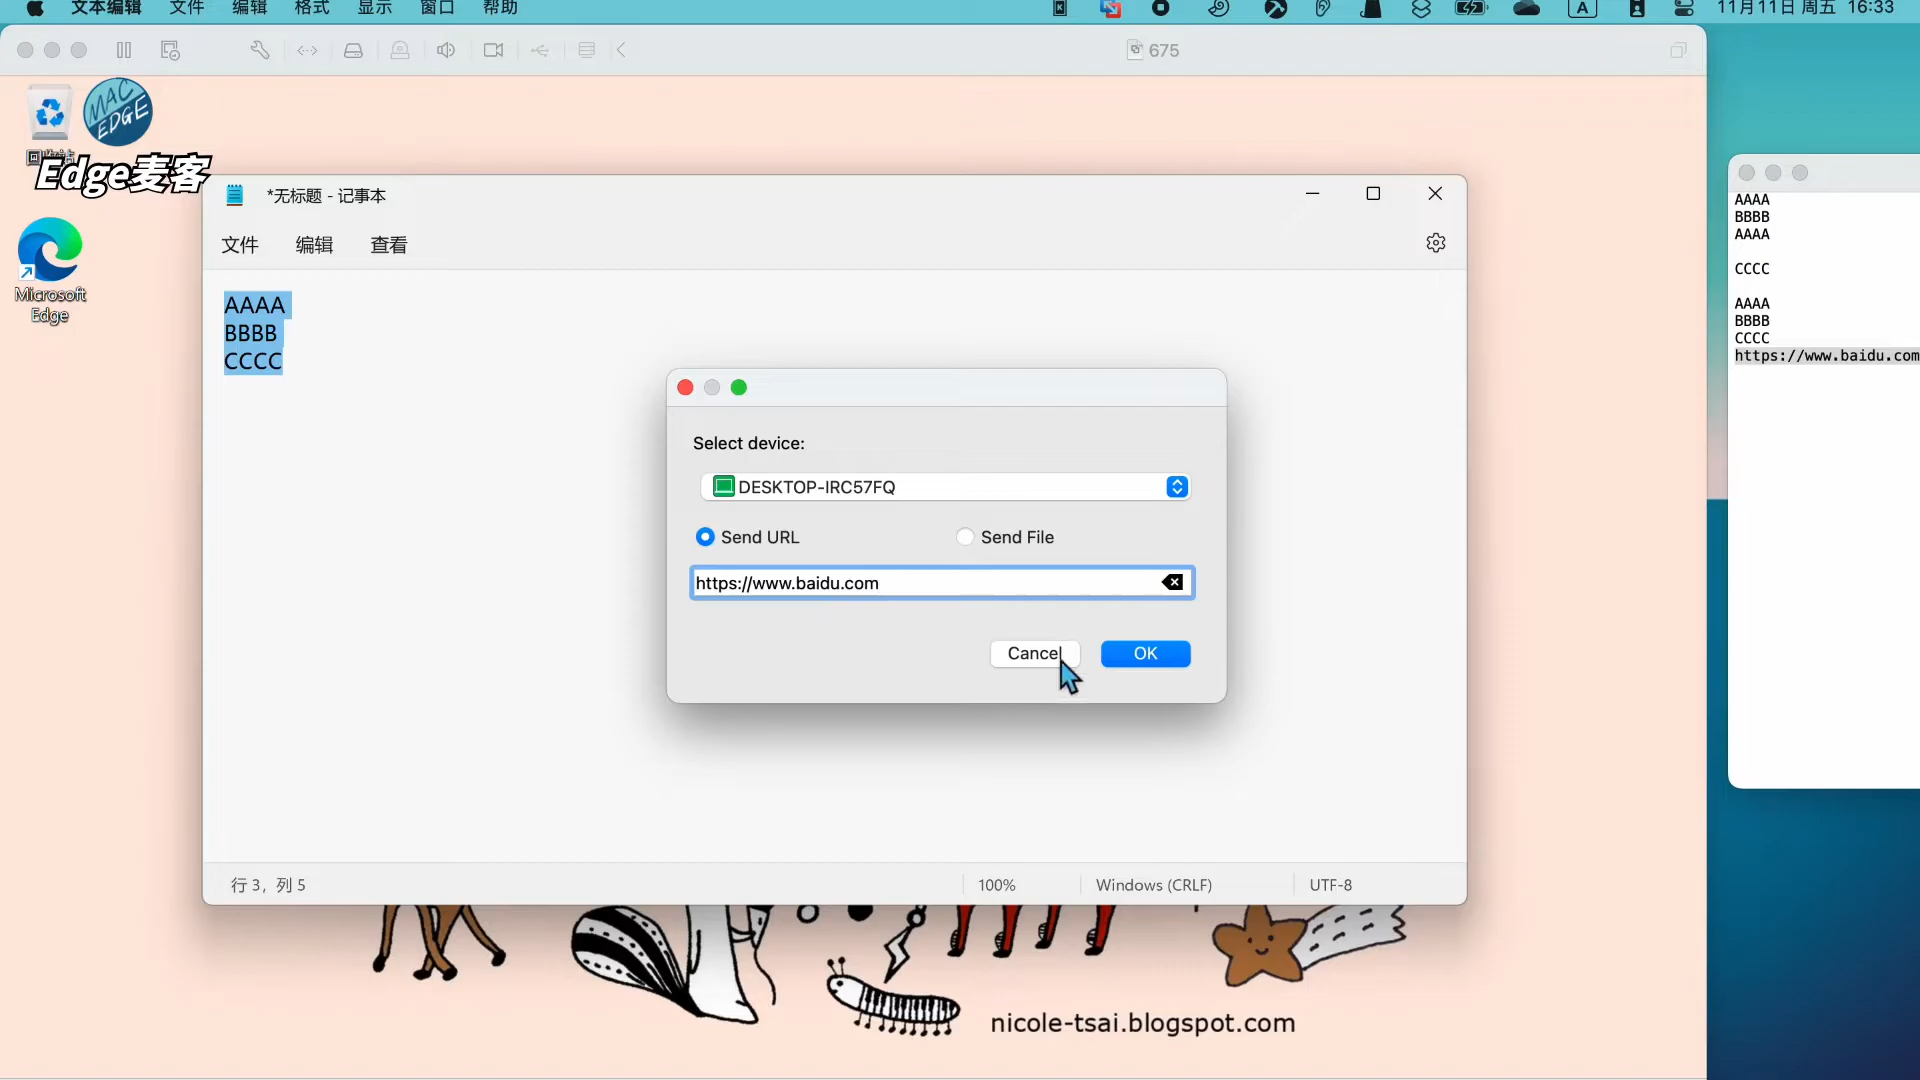 文本编辑 文件 编辑 格式 显示 窗口 帮助 A 11月11日 周五 16:33
675
MAC EDGE
Edge麦客
Microsoft Edge
*无标题 - 记事本
文件 编辑 查看
AAAA
BBBB
CCCC
Select device:
DESKTOP-IRC57FQ
Send URL Send File
https://www.baidu.com
Cancel OK
行 3，列 5 100% Windows (CRLF) UTF-8
nicole-tsai.blogspot.com
AAAA
BBBB
AAAA
CCCC
AAAA
BBBB
CCCC
https://www.baidu.com